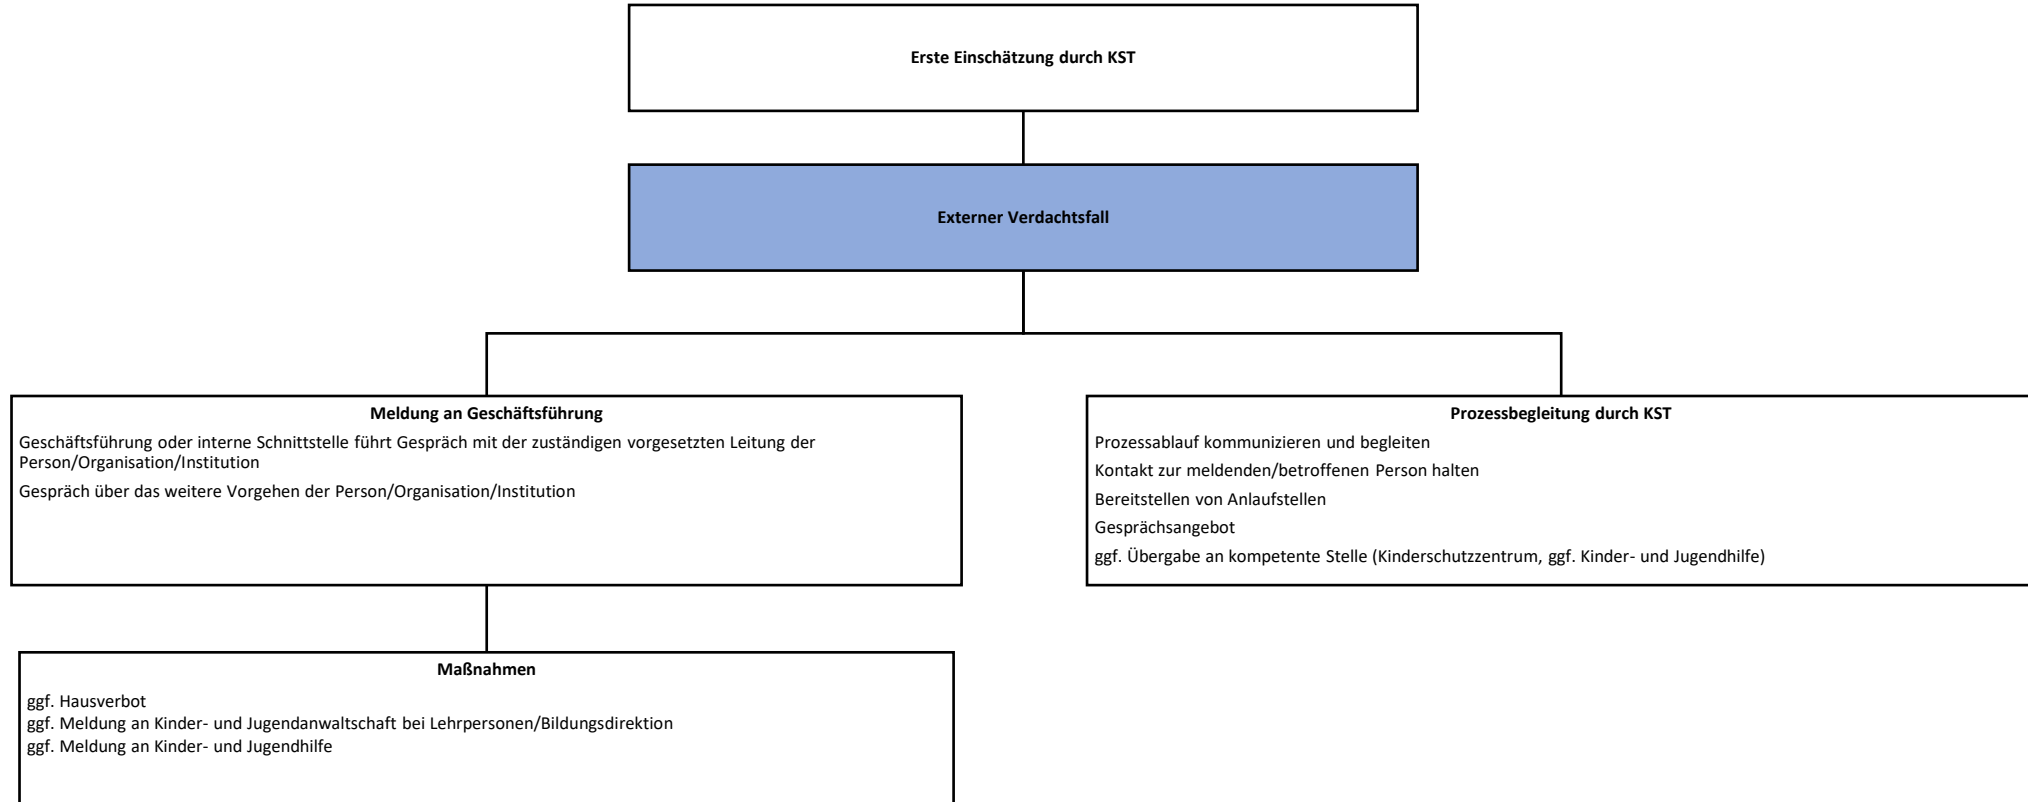 Erste Einschätzung durch KST
Externer Verdachtsfall
Meldung an Geschäftsführung
Geschäftsführung oder interne Schnittstelle führt Gespräch mit der zuständigen vorgesetzten Leitung der
Person/Organisation/Institution
Gespräch über das weitere Vorgehen der Person/Organisation/Institution
Prozessbegleitung durch KST
Prozessablauf kommunizieren und begleiten
Kontakt zur meldenden/betroffenen Person halten
Bereitstellen von Anlaufstellen
Gesprächsangebot
ggf. Übergabe an kompetente Stelle (Kinderschutzzentrum, ggf. Kinder- und Jugendhilfe)
Maßnahmen
ggf. Hausverbot
ggf. Meldung an Kinder- und Jugendanwaltschaft bei Lehrpersonen/Bildungsdirektion
ggf. Meldung an Kinder- und Jugendhilfe